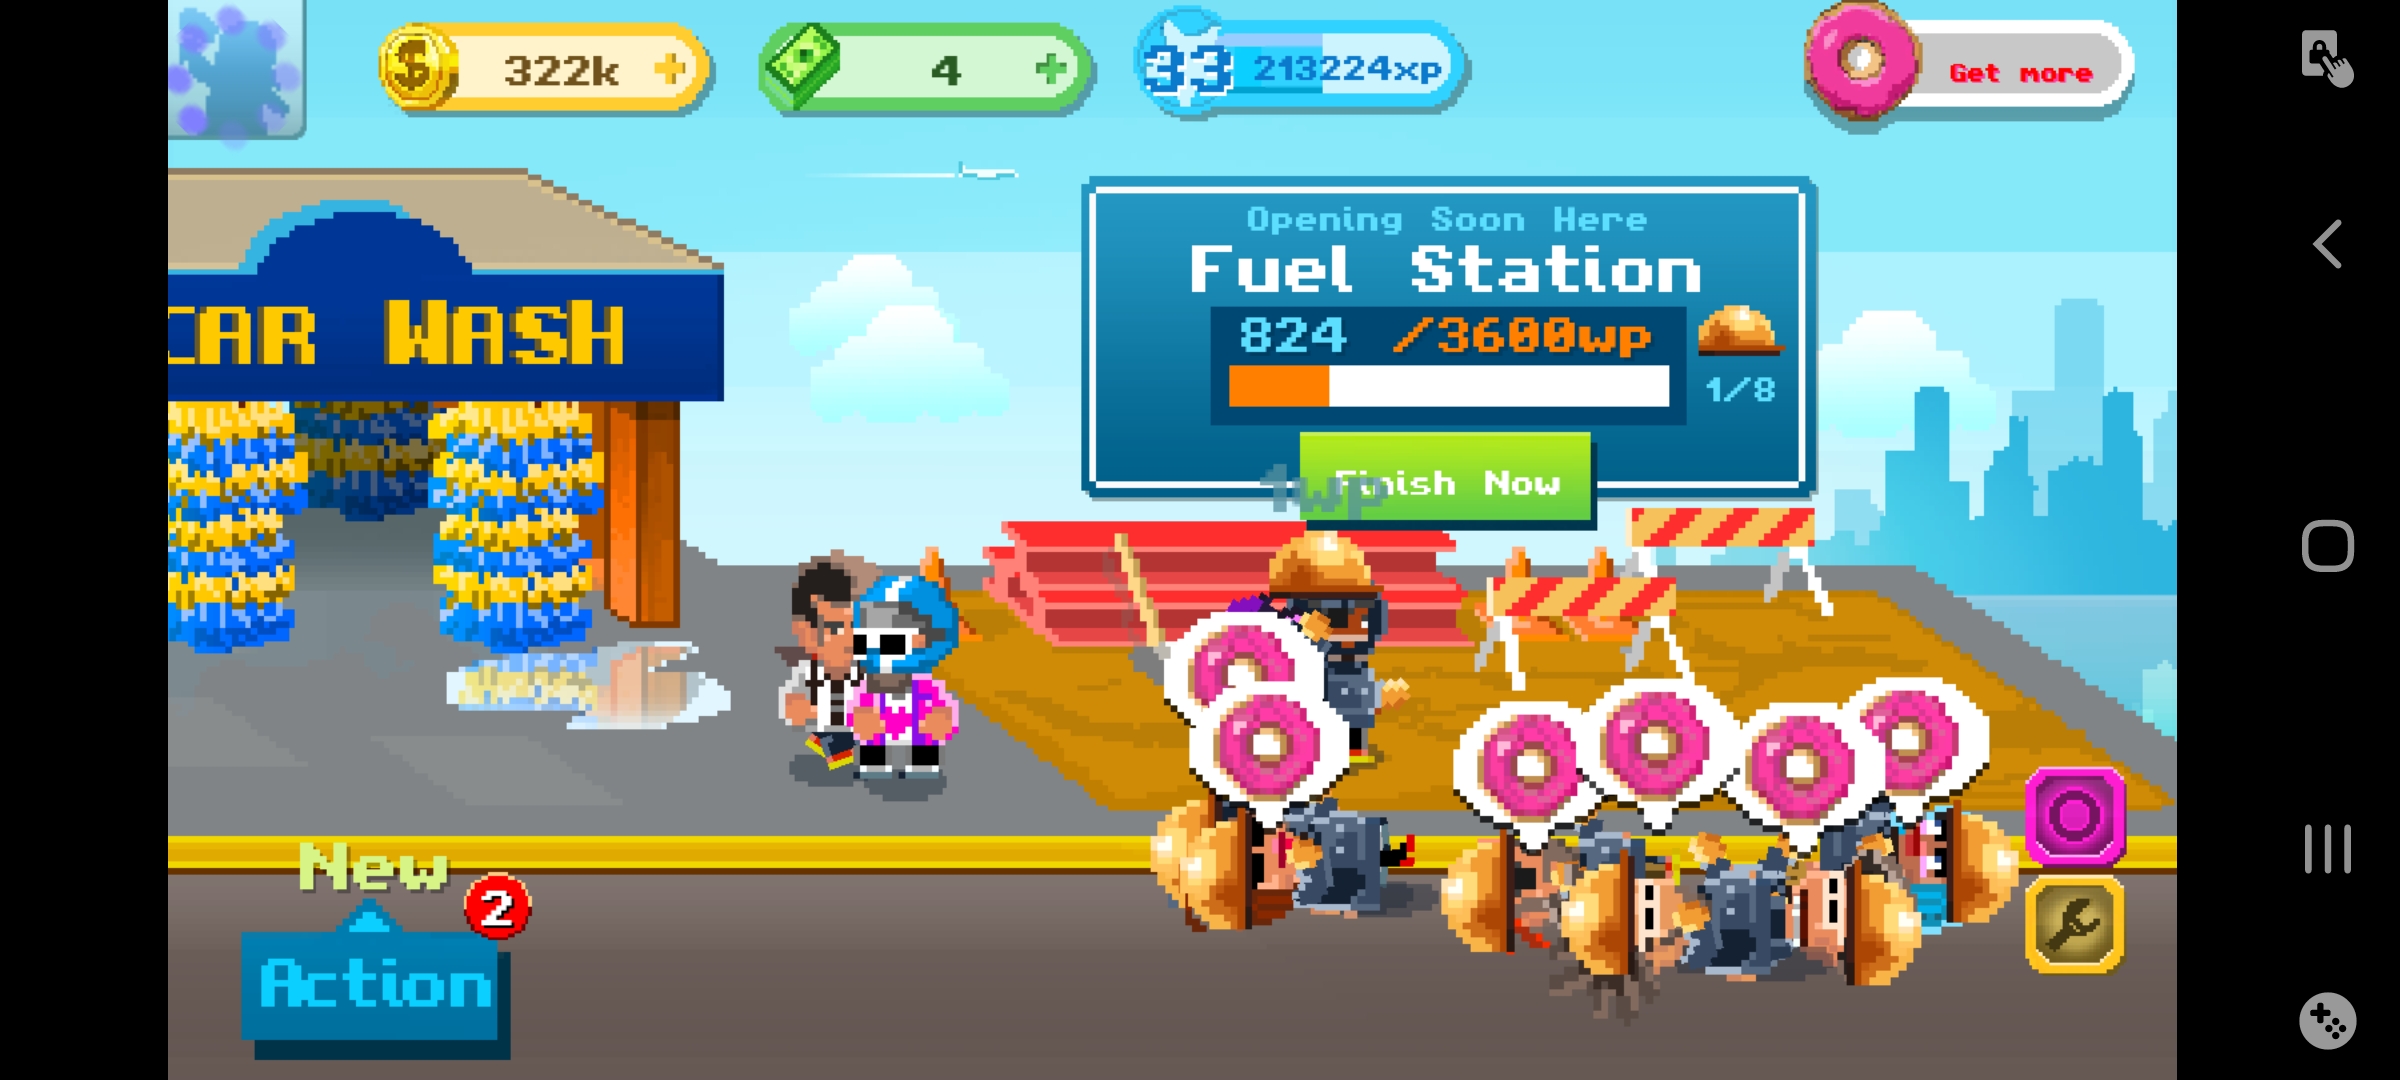 322k
4
33
213224xp
Get more
Opening Soon Here
Fuel Station
824 /3600wp
1/8
Finish Now
1wp
CAR WASH
New
2
Action